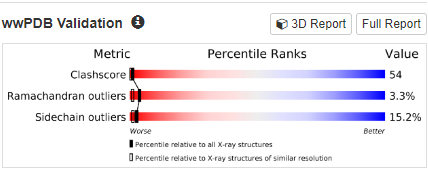 wwPDB Validation
3D Report
Full Report
Metric Percentile Ranks Value
Clashscore 54
Ramachandran outliers 3.3%
Sidechain outliers 15.2%
Worse Better
Percentile relative to all X-ray structures
Percentile relative to X-ray structures of similar resolution